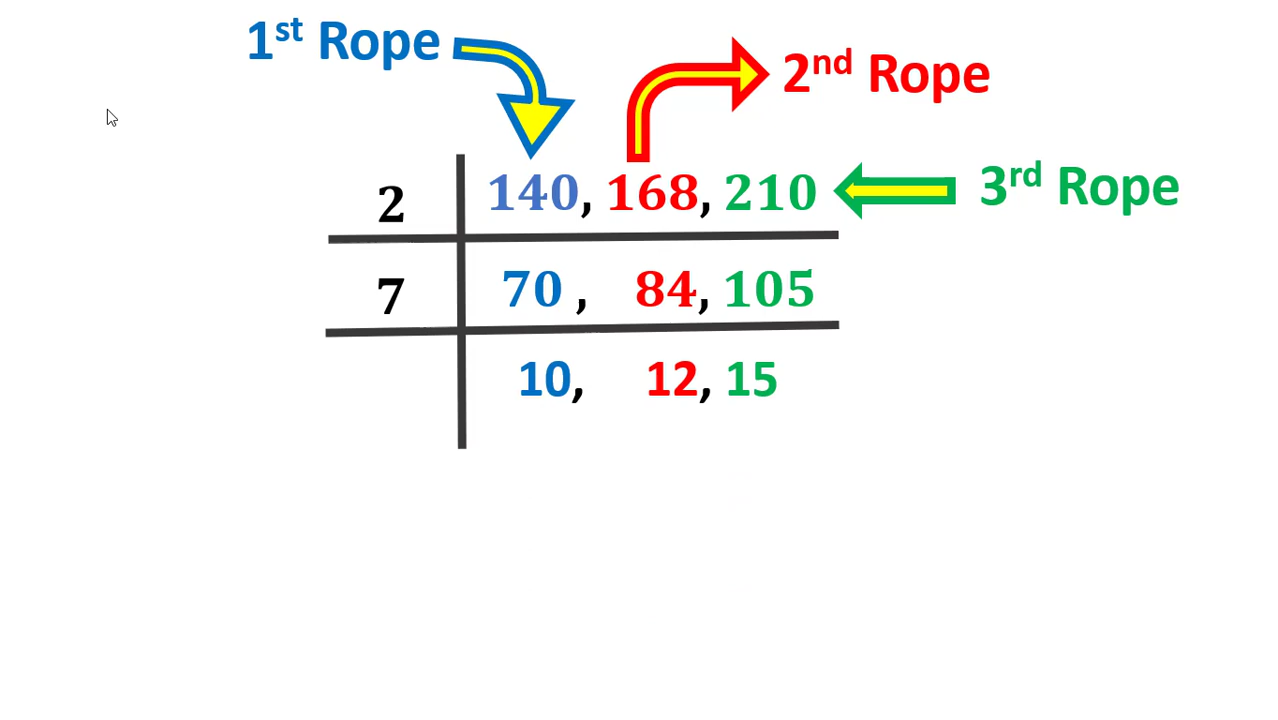 1st Rope
2nd Rope
2 140, 168, 210 3rd Rope
7 70 , 84, 105
10, 12, 15